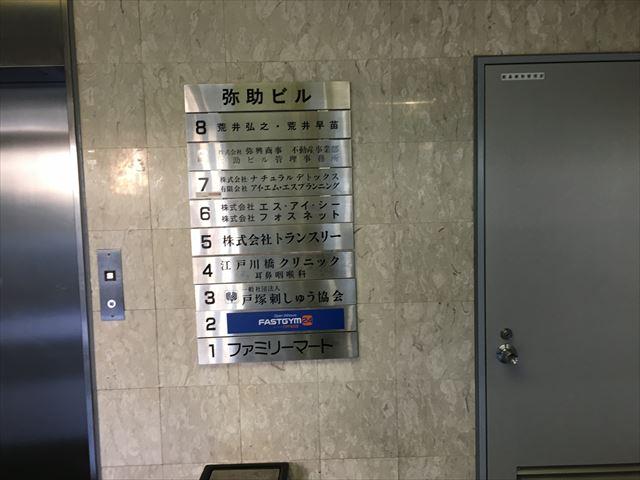 弥助ビル
8 荒井弘之・荒井早苗
株式会社 弥興商事 不動産事業部
弥助ビル管理事務所
7 株式会社 ナチュラルデトックス
有限会社 アイ・エム・エスプランニング
6 株式会社 エス・アイ・シー
株式会社 フォスネット
5 株式会社トランスリー
4 江戸川橋クリニック
耳鼻咽喉科
3 一般社団法人
戸塚刺しゅう協会
2 FASTGYM24
1 ファミリーマート